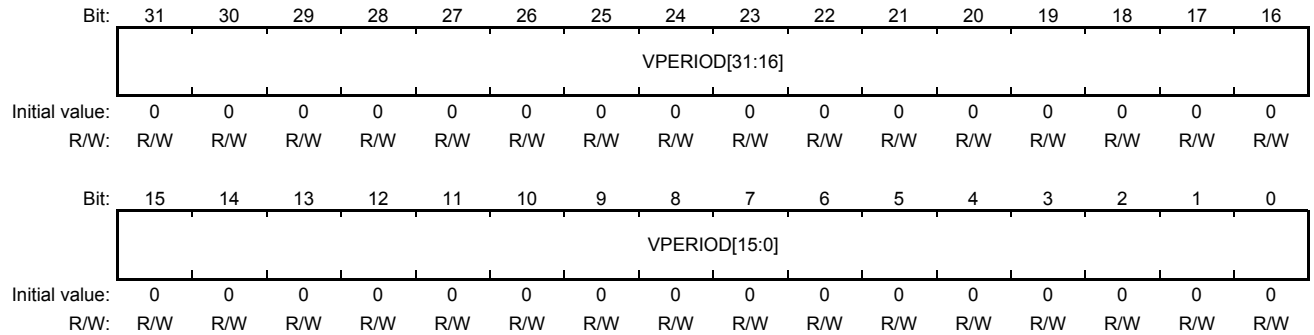 Bit: 31 30 29 28 27 26 25 24 23 22 21 20 19 18 17 16
VPERIOD[31:16]
Initial value: 0 0 0 0 0 0 0 0 0 0 0 0 0 0 0 0
R/W: R/W R/W R/W R/W R/W R/W R/W R/W R/W R/W R/W R/W R/W R/W R/W R/W
Bit: 15 14 13 12 11 10 9 8 7 6 5 4 3 2 1 0
VPERIOD[15:0]
Initial value: 0 0 0 0 0 0 0 0 0 0 0 0 0 0 0 0
R/W: R/W R/W R/W R/W R/W R/W R/W R/W R/W R/W R/W R/W R/W R/W R/W R/W